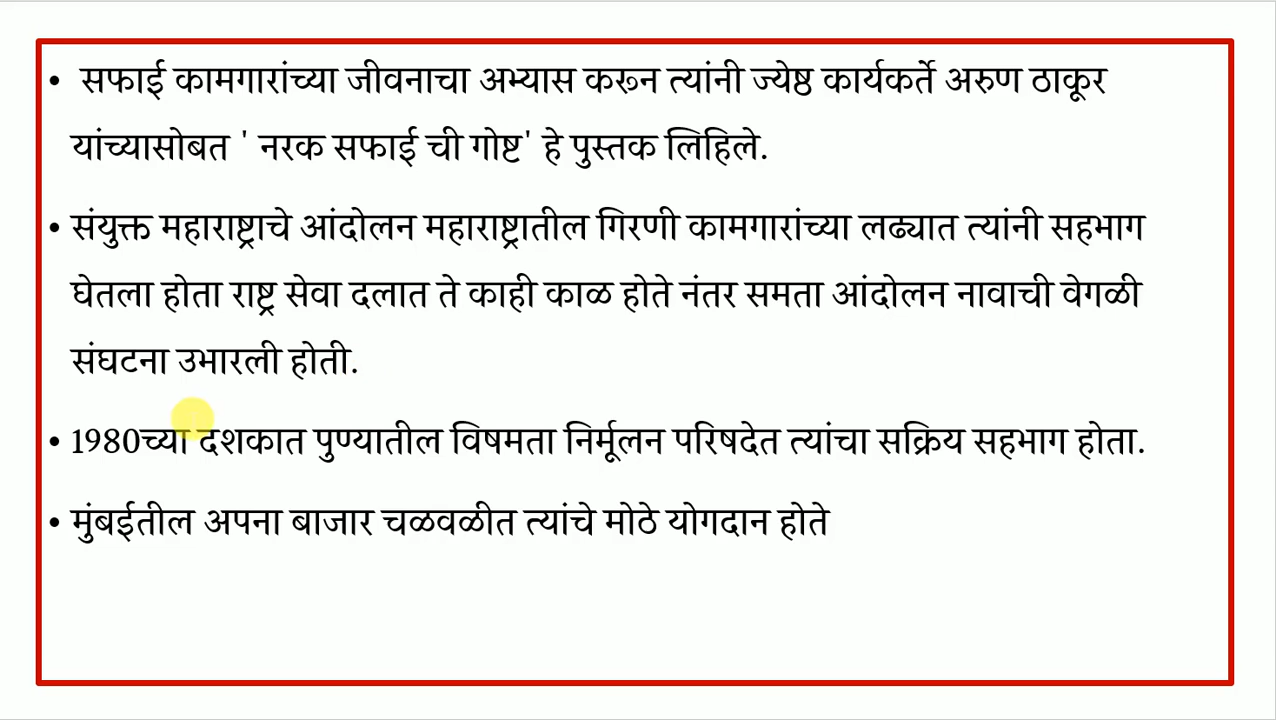 • सफाई कामगारांच्या जीवनाचा अभ्यास करून त्यांनी ज्येष्ठ कार्यकर्ते अरुण ठाकूर
यांच्यासोबत ' नरक सफाई ची गोष्ट' हे पुस्तक लिहिले.
• संयुक्त महाराष्ट्राचे आंदोलन महाराष्ट्रातील गिरणी कामगारांच्या लढ्यात त्यांनी सहभाग
घेतला होता राष्ट्र सेवा दलात ते काही काळ होते नंतर समता आंदोलन नावाची वेगळी
संघटना उभारली होती.
• 1980च्या दशकात पुण्यातील विषमता निर्मूलन परिषदेत त्यांचा सक्रिय सहभाग होता.
• मुंबईतील अपना बाजार चळवळीत त्यांचे मोठे योगदान होते